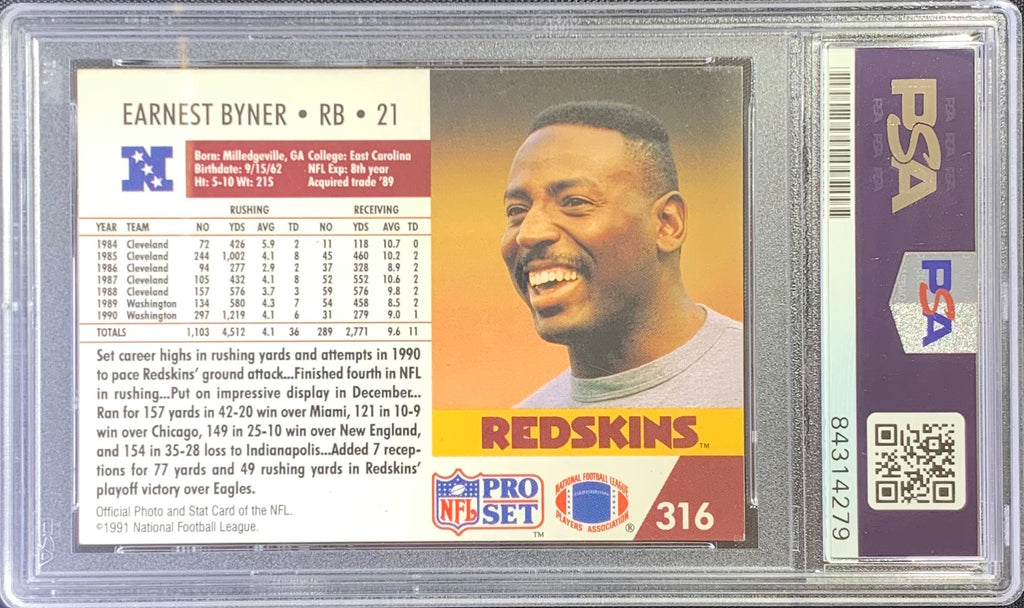 EARNEST BYNER • RB • 21
N
Born: Milledgeville, GA College: East Carolina
Birthdate: 9/15/62 NFL Exp: 8th year
Ht: 5-10 Wt: 215 Acquired trade '89
RUSHING RECEIVING
YEAR TEAM NO YDS AVG TD NO YDS AVG TD
1984 Cleveland 72 426 5.9 2 11 118 10.7 0
1985 Cleveland 244 1,002 4.1 8 45 460 10.2 2
1986 Cleveland 94 277 2.9 2 37 328 8.9 2
1987 Cleveland 105 432 4.1 8 52 552 10.6 2
1988 Cleveland 157 576 3.7 3 59 576 9.8 2
1989 Washington 134 580 4.3 7 54 458 8.5 2
1990 Washington 297 1,219 4.1 6 31 279 9.0 1
TOTALS 1,103 4,512 4.1 36 289 2,771 9.6 11
Set career highs in rushing yards and attempts in 1990
to pace Redskins' ground attack...Finished fourth in NFL
in rushing...Put on impressive display in December...
Ran for 157 yards in 42-20 win over Miami, 121 in 10-9
win over Chicago, 149 in 25-10 win over New England,
and 154 in 35-28 loss to Indianapolis...Added 7 recep-
tions for 77 yards and 49 rushing yards in Redskins'
playoff victory over Eagles.
Official Photo and Stat Card of the NFL.
©1991 National Football League.
REDSKINS™
NFL PRO SET™
NATIONAL FOOTBALL LEAGUE
PLAYERS ASSOCIATION®
316
PSA
PSA
84314279